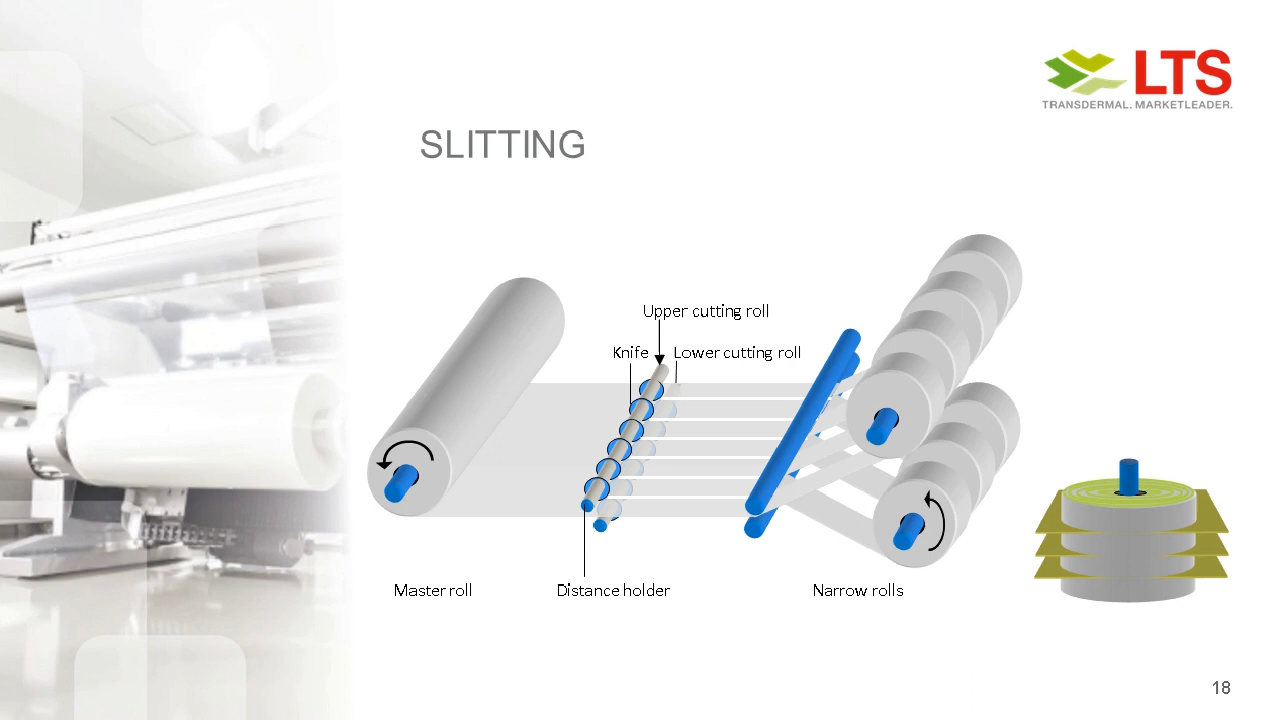 LTS
TRANSDERMAL. MARKETLEADER.
SLITTING
Upper cutting roll
Knife
Lower cutting roll
Master roll
Distance holder
Narrow rolls
18